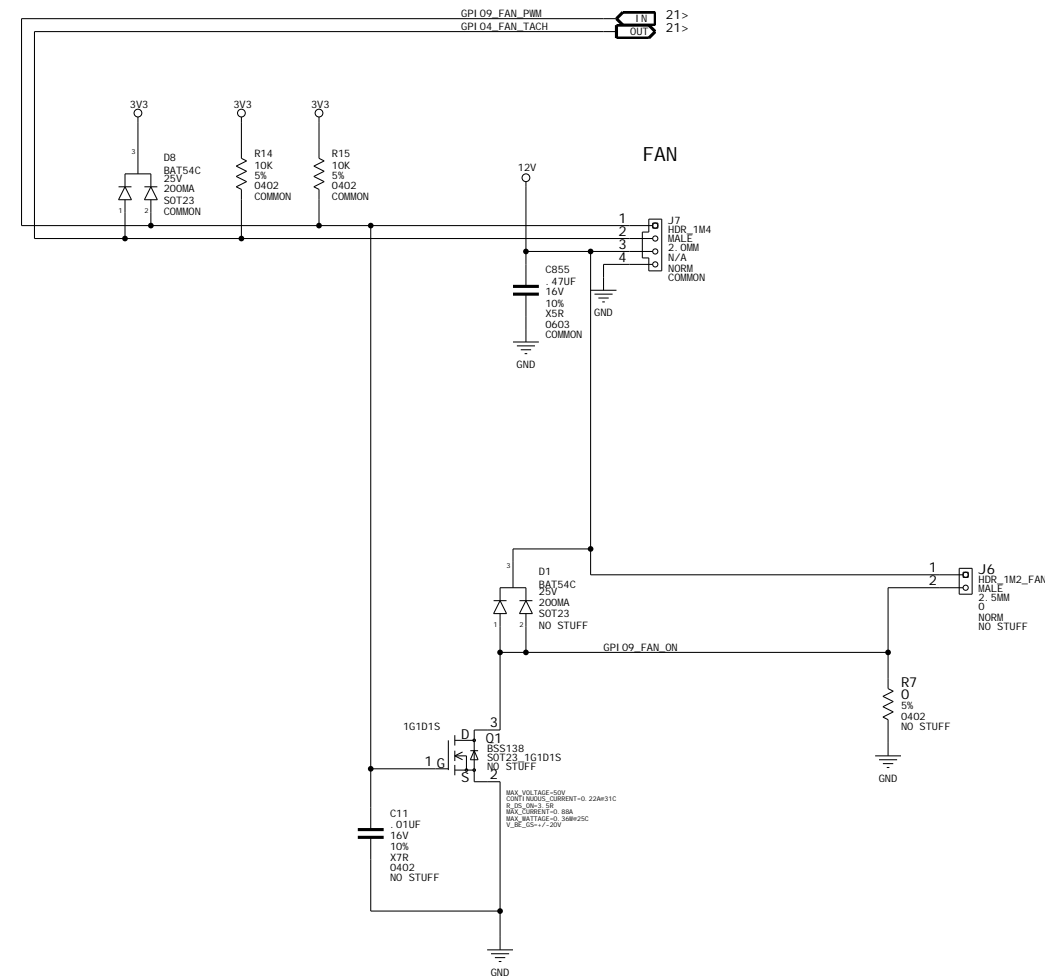 GPIO9_FAN_PWM IN 21>
GPIO4_FAN_TACH OUT 21>
3V3 3V3 3V3
3
D8
BAT54C
25V
200MA
SOT23
COMMON
1 2
R14
10K
5%
0402
COMMON
R15
10K
5%
0402
COMMON
FAN
12V
1
2
3
4
J7
HDR_1M4
MALE
2.0MM
N/A
NORM
COMMON
C855
.47UF
16V
10%
X5R
0603
COMMON
GND
GND
3
D1
BAT54C
25V
200MA
SOT23
NO STUFF
1 2
1
2
J6
HDR_1M2_FAN
MALE
2.5MM
0
NORM
NO STUFF
GPIO9_FAN_ON
R7
0
5%
0402
NO STUFF
GND
1G1D1S
3
D
Q1
BSS138
SOT23_1G1D1S
NO STUFF
1 G
S 2
MAX_VOLTAGE=50V
CONTINUOUS_CURRENT=0.22A#31C
R_DS_ON=3.5R
MAX_CURRENT=0.88A
MAX_WATTAGE=0.36W#25C
V_BE_GS=+/-20V
C11
.01UF
16V
10%
X7R
0402
NO STUFF
GND